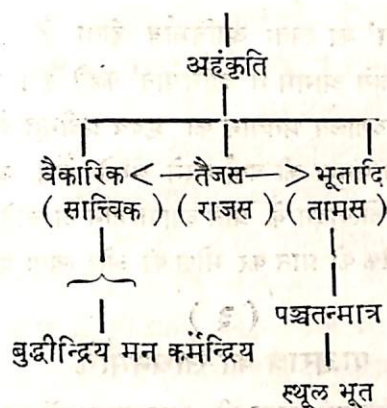 अहंकृति
वैकारिक <—तैजस—> भूतादि
( सात्त्विक ) ( राजस ) ( तामस )
पञ्चतन्मात्र
बुद्धीन्द्रिय मन कर्मेन्द्रिय
स्थूल भूत